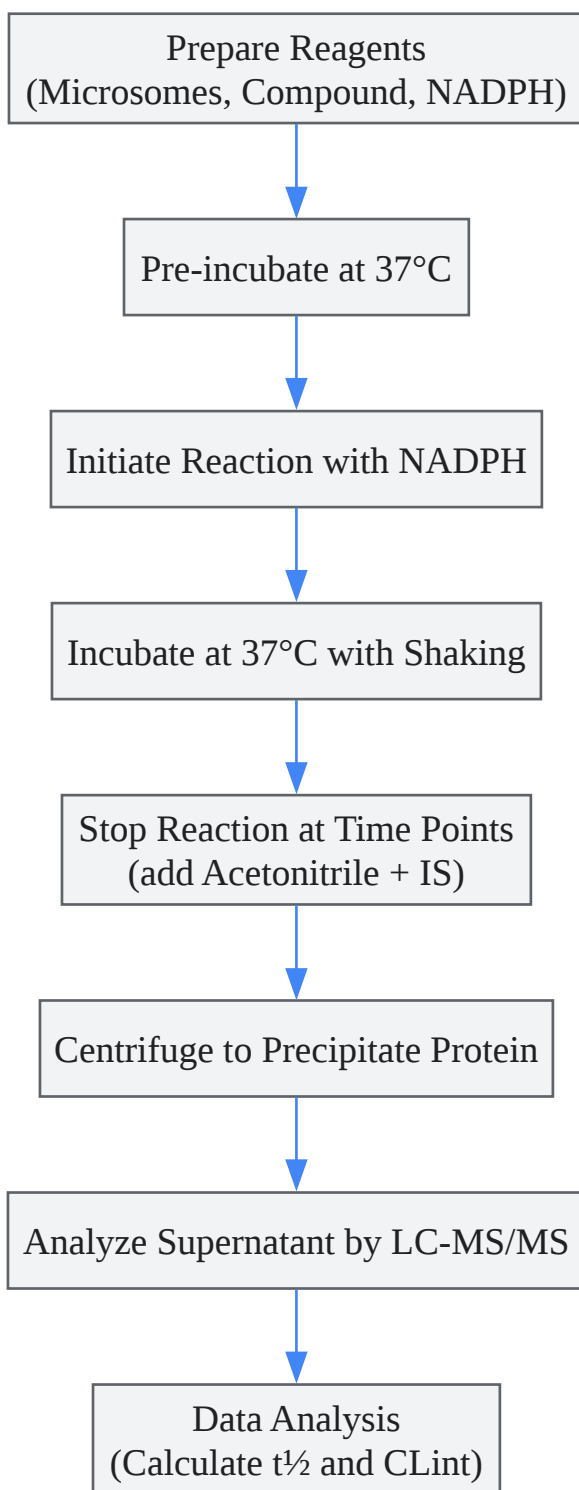 Prepare Reagents
(Microsomes, Compound, NADPH)
Pre-incubate at 37°C
Initiate Reaction with NADPH
Incubate at 37°C with Shaking
Stop Reaction at Time Points
(add Acetonitrile + IS)
Centrifuge to Precipitate Protein
Analyze Supernatant by LC-MS/MS
Data Analysis
(Calculate t½ and CLint)